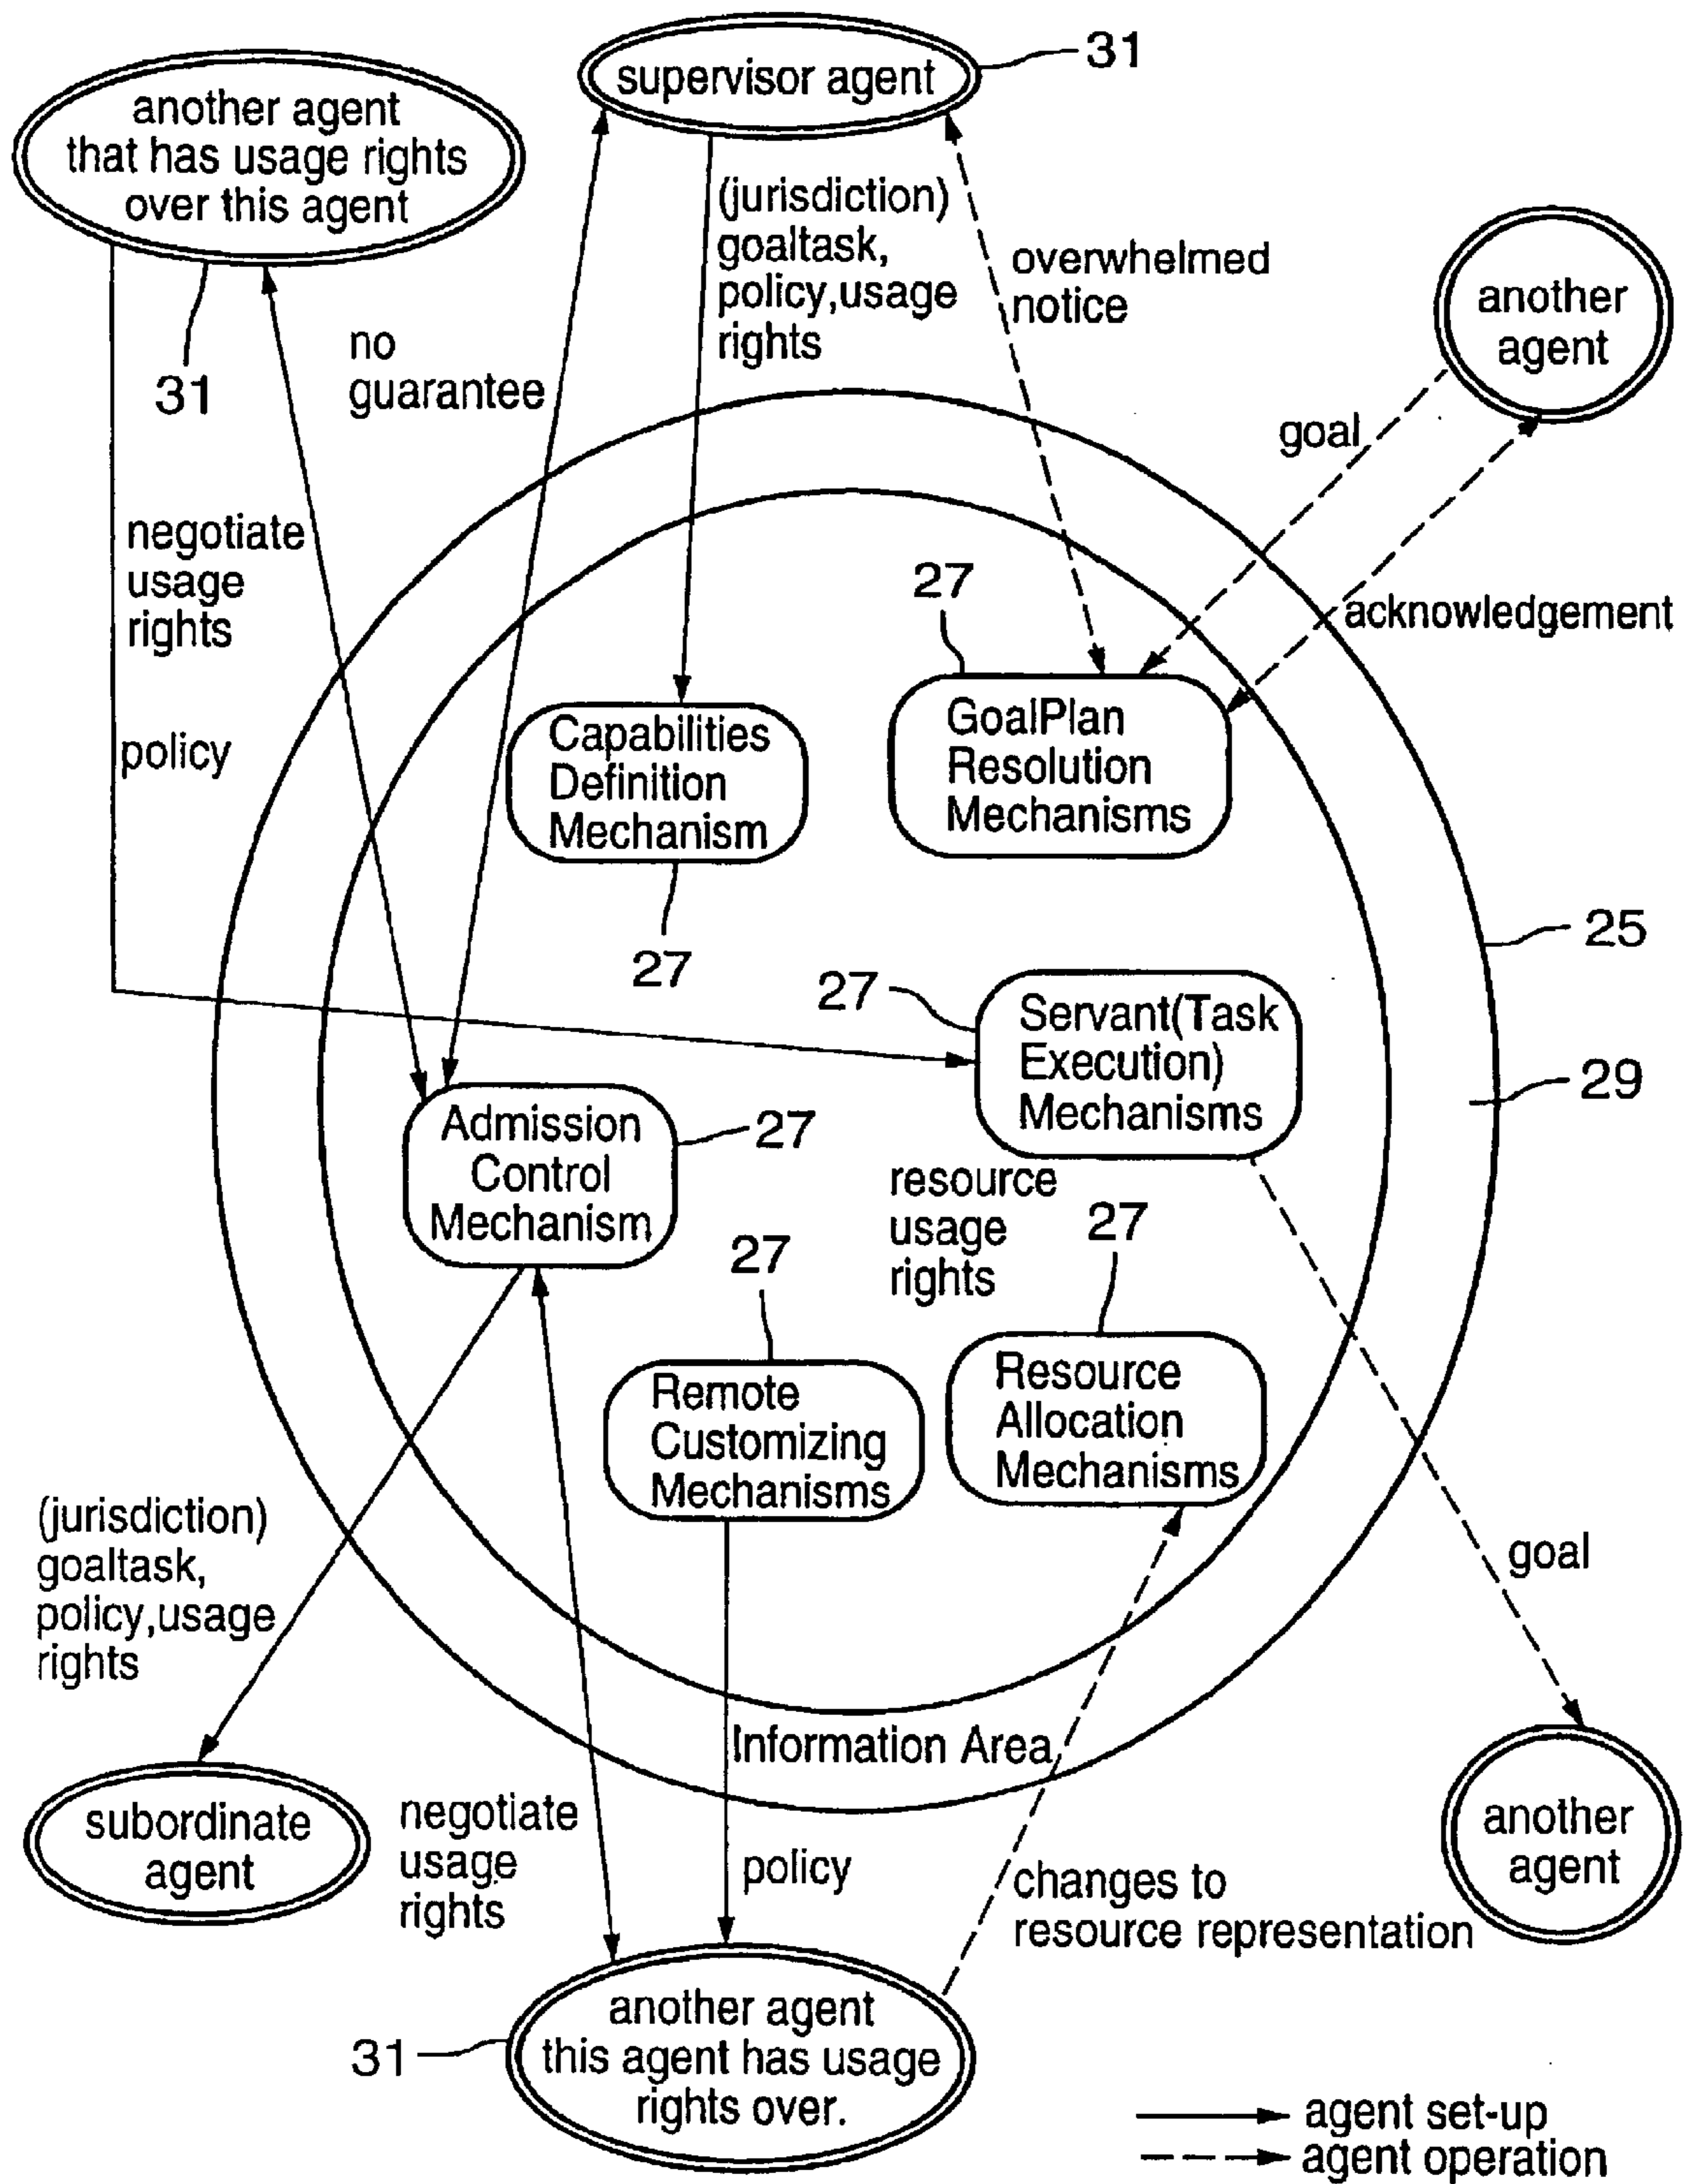 supervisor agent
31
another agent
that has usage rights
over this agent
31
(jurisdiction)
goaltask,
policy,usage
rights
overwhelmed
notice
another
agent
no
guarantee
goal
negotiate
usage
rights
acknowledgement
27
policy
Capabilities
Definition
Mechanism
27
GoalPlan
Resolution
Mechanisms
25
27
Servant(Task
Execution)
Mechanisms
29
Admission
Control
Mechanism
27
resource
usage
rights
27
27
Remote
Customizing
Mechanisms
Resource
Allocation
Mechanisms
(jurisdiction)
goaltask,
policy,usage
rights
goal
Information Area
subordinate
agent
negotiate
usage
rights
policy
changes to
resource representation
another
agent
31
another agent
this agent has usage
rights over.
agent set-up
agent operation